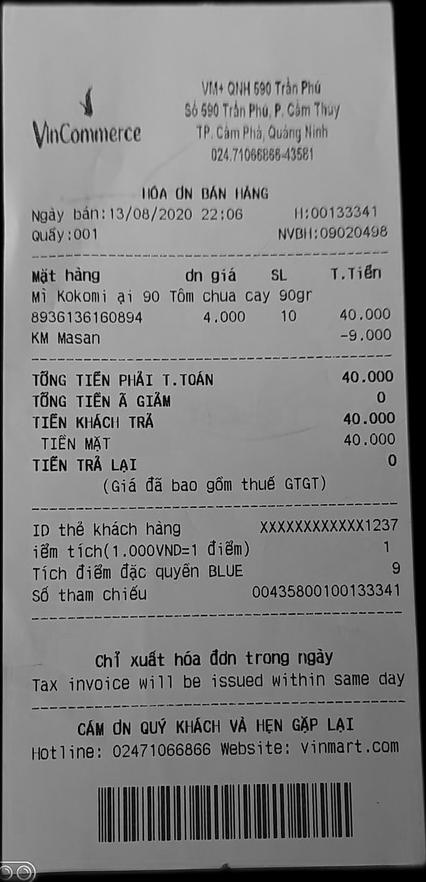 VinCommerce
VM+ QNH 590 Trần Phú
Số 590 Trần Phú, P. Cẩm Thủy
TP. Cẩm Phả, Quảng Ninh
024.71066866-43581
HÓA ƠN BÁN HÀNG
Ngày bán:13/08/2020 22:06 H:00133341
Quầy:001 NVBH:09020498
Mặt hàng ơn giá SL T.Tiền
Mì Kokomi ại 90 Tôm chua cay 90gr
8936136160894 4.000 10 40.000
KM Masan -9.000
TỔNG TIỀN PHẢI T.TOÁN 40.000
TỔNG TIỀN Ã GIẢM 0
TIỀN KHÁCH TRẢ 40.000
TIỀN MẶT 40.000
TIỀN TRẢ LẠI 0
(Giá đã bao gồm thuế GTGT)
ID thẻ khách hàng XXXXXXXXXXXX1237
iểm tích(1.000VND=1 điểm) 1
Tích điểm đặc quyền BLUE 9
Số tham chiếu 00435800100133341
Chỉ xuất hóa đơn trong ngày
Tax invoice will be issued within same day
CẢM ƠN QUÝ KHÁCH VÀ HẸN GẶP LẠI
Hotline: 02471066866 Website: vinmart.com